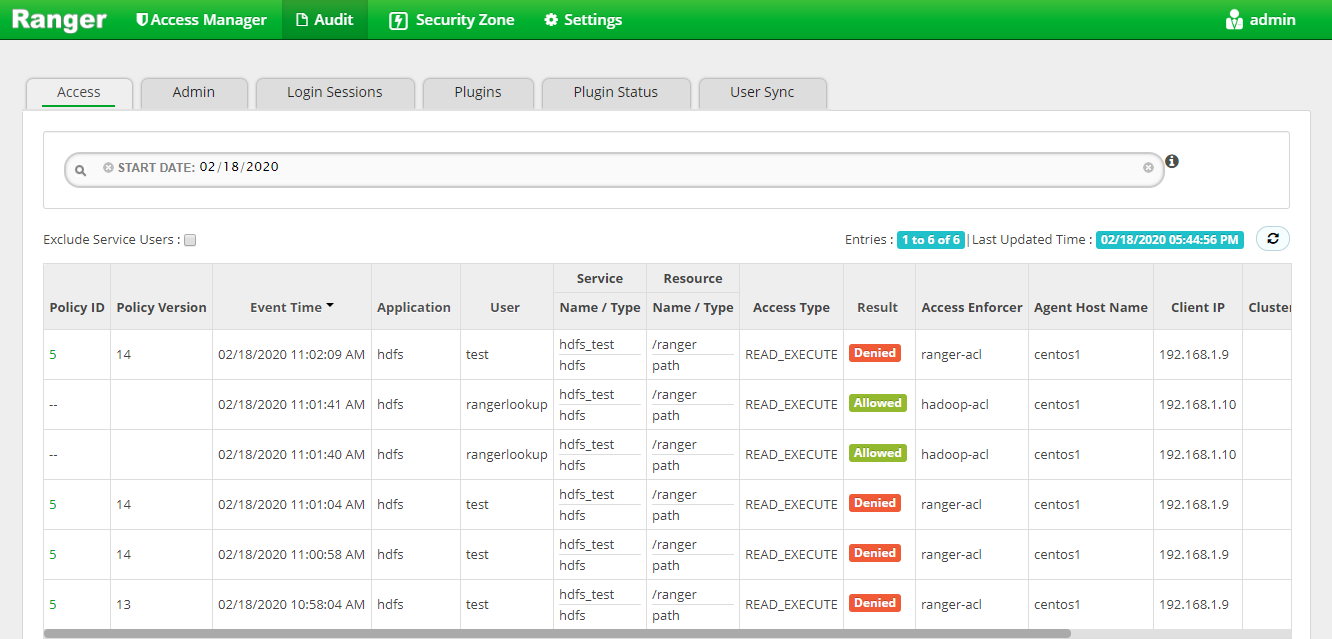 Ranger Access Manager Audit Security Zone Settings admin
Access Admin Login Sessions Plugins Plugin Status User Sync
START DATE: 02/18/2020
Exclude Service Users : Entries : 1 to 6 of 6 | Last Updated Time : 02/18/2020 05:44:56 PM
Service Resource
Policy ID Policy Version Event Time Application User Name / Type Name / Type Access Type Result Access Enforcer Agent Host Name Client IP Cluster
hdfs_test /ranger
5 14 02/18/2020 11:02:09 AM hdfs test READ_EXECUTE Denied ranger-acl centos1 192.168.1.9
hdfs path
hdfs_test /ranger
-- 02/18/2020 11:01:41 AM hdfs rangerlookup READ_EXECUTE Allowed hadoop-acl centos1 192.168.1.10
hdfs path
hdfs_test /ranger
-- 02/18/2020 11:01:40 AM hdfs rangerlookup READ_EXECUTE Allowed hadoop-acl centos1 192.168.1.10
hdfs path
hdfs_test /ranger
5 14 02/18/2020 11:01:04 AM hdfs test READ_EXECUTE Denied ranger-acl centos1 192.168.1.9
hdfs path
hdfs_test /ranger
5 14 02/18/2020 11:00:58 AM hdfs test READ_EXECUTE Denied ranger-acl centos1 192.168.1.9
hdfs path
hdfs_test /ranger
5 13 02/18/2020 10:58:04 AM hdfs test READ_EXECUTE Denied ranger-acl centos1 192.168.1.9
hdfs path